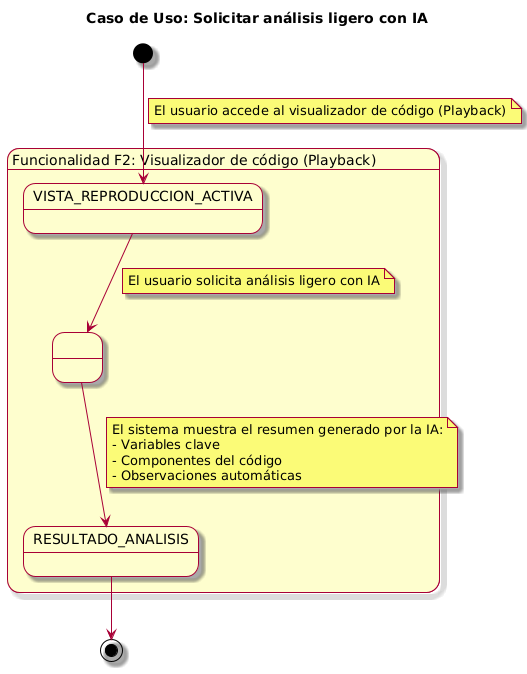 Caso de Uso: Solicitar análisis ligero con IA
El usuario accede al visualizador de código (Playback)
Funcionalidad F2: Visualizador de código (Playback)
VISTA_REPRODUCCION_ACTIVA
El usuario solicita análisis ligero con IA
El sistema muestra el resumen generado por la IA:
- Variables clave
- Componentes del código
- Observaciones automáticas
RESULTADO_ANALISIS